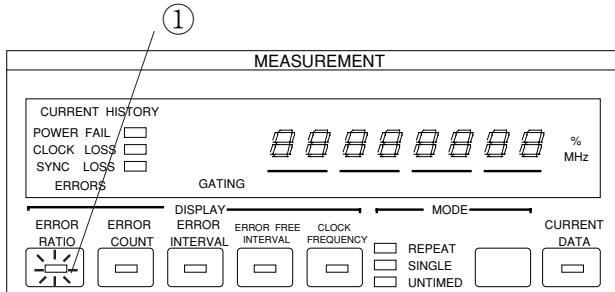 ①
MEASUREMENT
CURRENT HISTORY
POWER FAIL
CLOCK LOSS
SYNC LOSS
ERRORS
GATING
88888888
%
MHz
DISPLAY
MODE
ERROR RATIO
ERROR COUNT
ERROR INTERVAL
ERROR FREE INTERVAL
CLOCK FREQUENCY
REPEAT
SINGLE
UNTIMED
CURRENT DATA